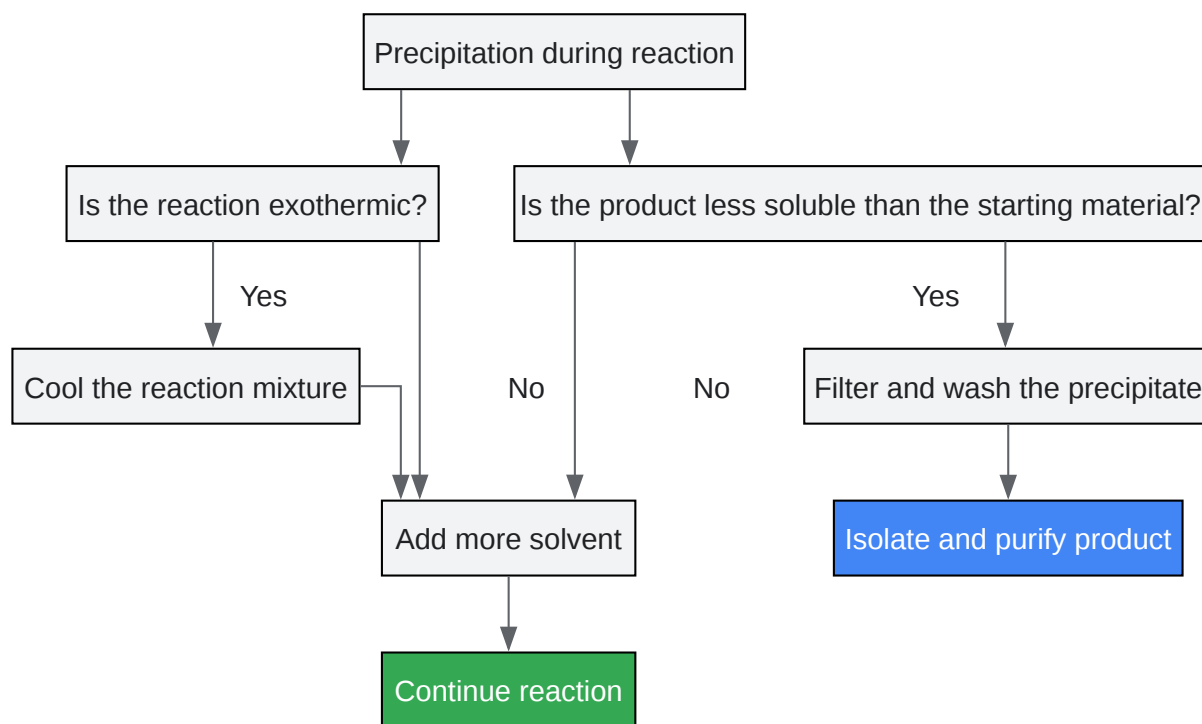 Precipitation during reaction
Is the reaction exothermic?
Is the product less soluble than the starting material?
Yes
Yes
Cool the reaction mixture
No
No
Filter and wash the precipitate
Add more solvent
Isolate and purify product
Continue reaction